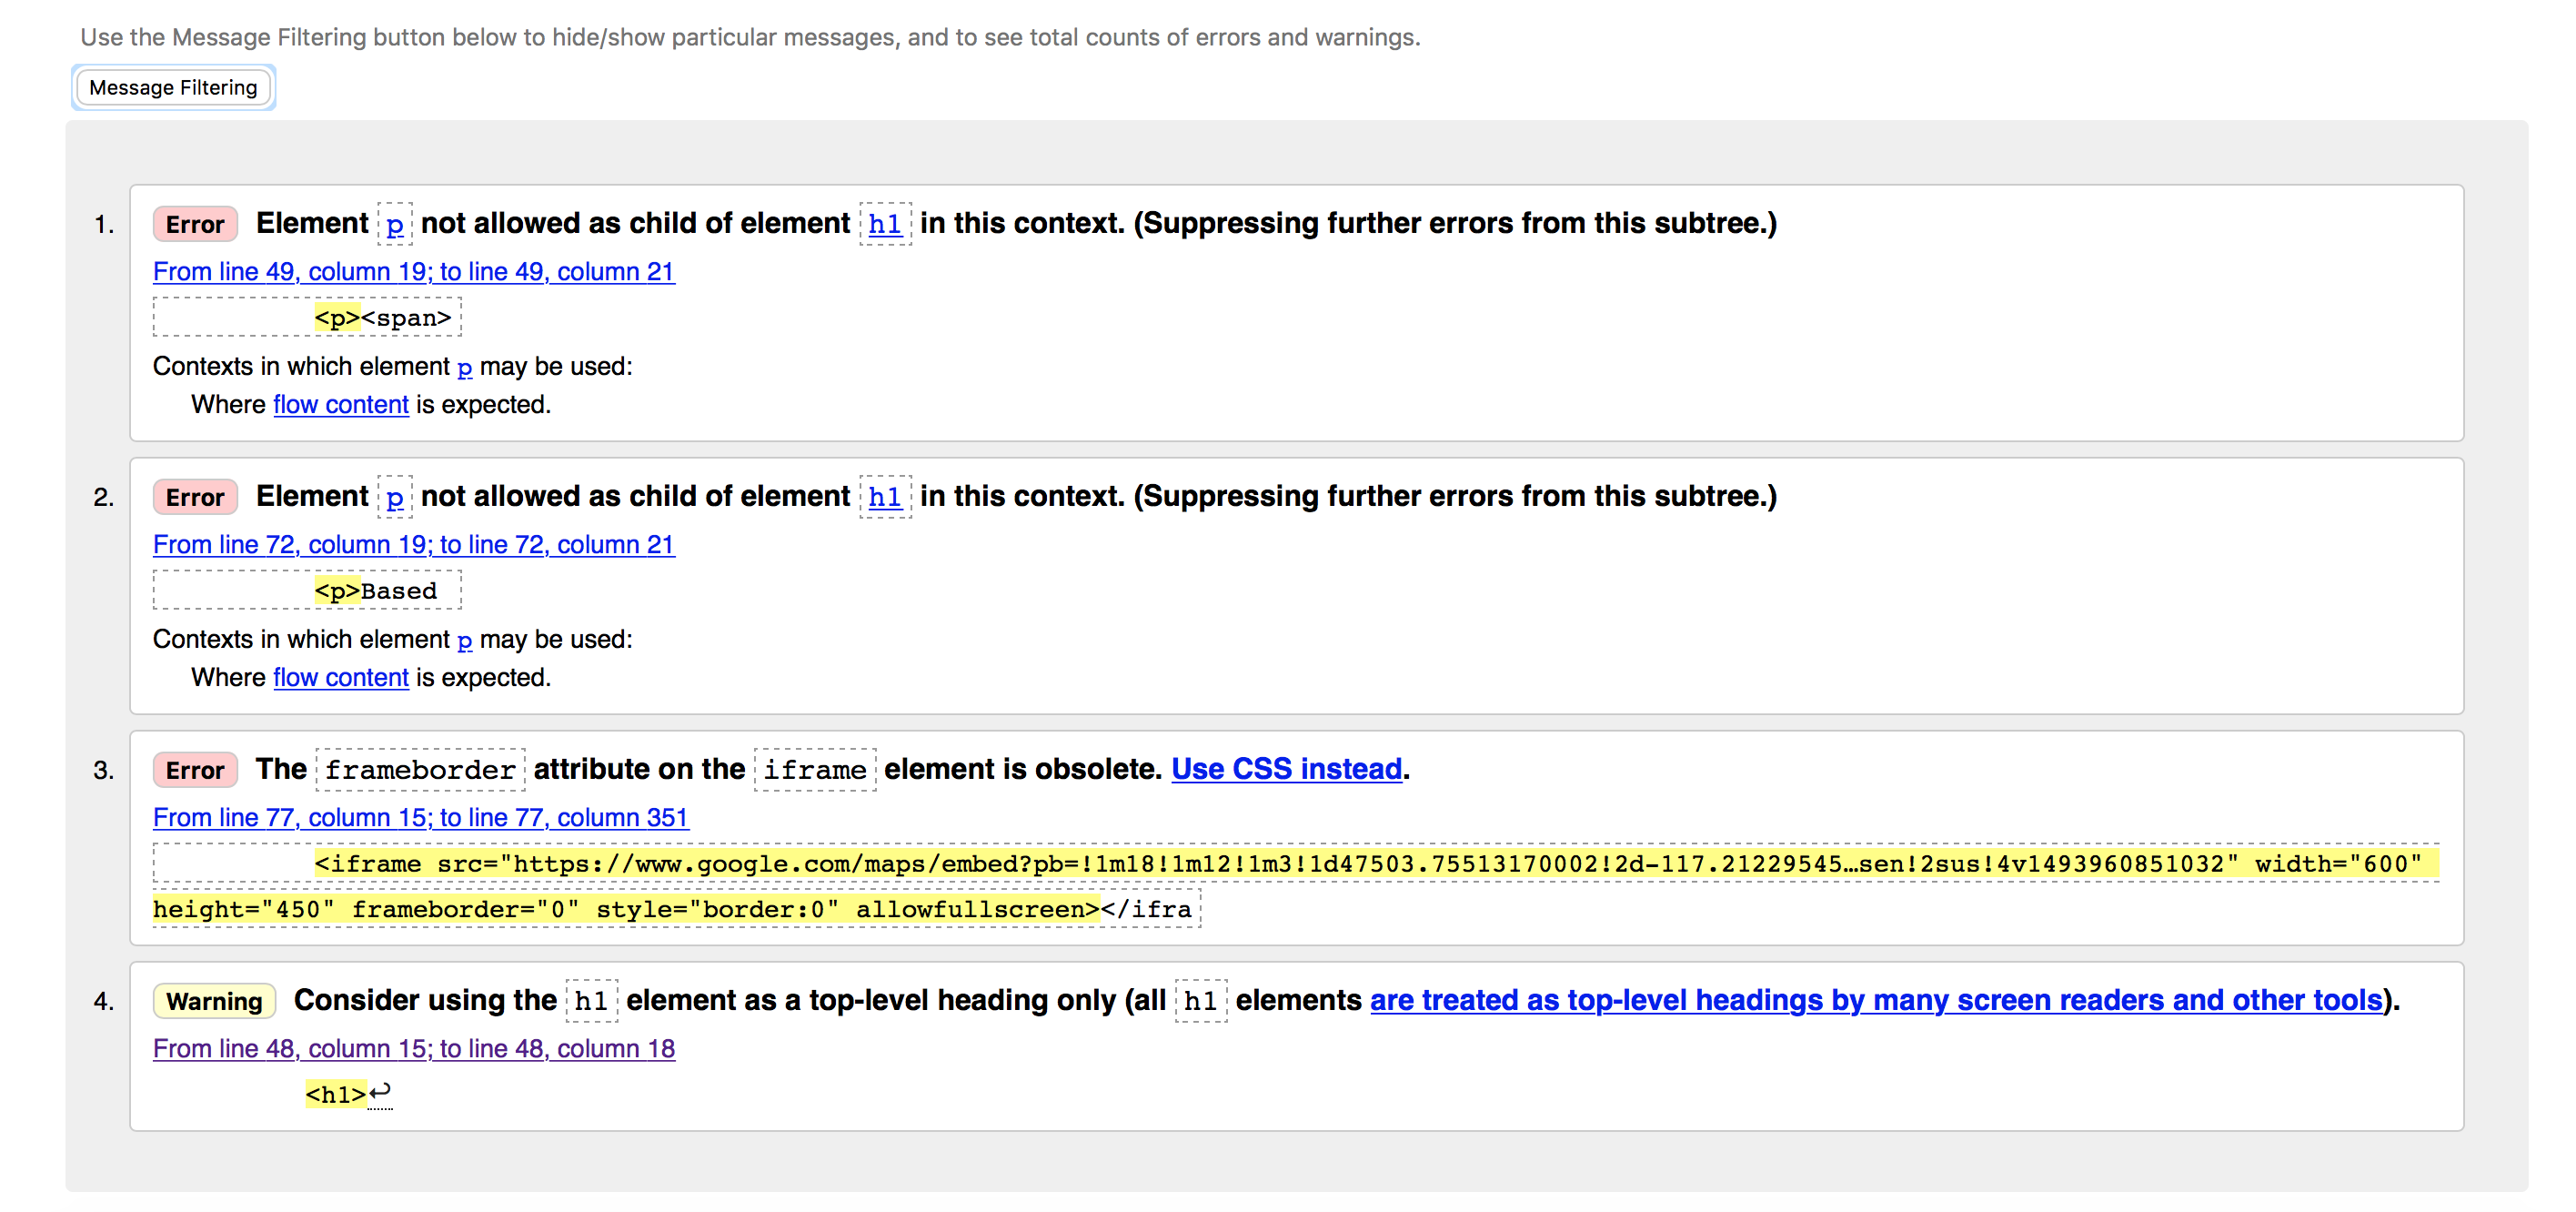 Use the Message Filtering button below to hide/show particular messages, and to see total counts of errors and warnings.
Message Filtering
1. Error Element p not allowed as child of element h1 in this context. (Suppressing further errors from this subtree.)
From line 49, column 19; to line 49, column 21
<p><span>
Contexts in which element p may be used:
Where flow content is expected.
2. Error Element p not allowed as child of element h1 in this context. (Suppressing further errors from this subtree.)
From line 72, column 19; to line 72, column 21
<p>Based
Contexts in which element p may be used:
Where flow content is expected.
3. Error The frameborder attribute on the iframe element is obsolete. Use CSS instead.
From line 77, column 15; to line 77, column 351
<iframe src="https://www.google.com/maps/embed?pb=!1m18!1m12!1m3!1d47503.75513170002!2d-117.21229545…sen!2sus!4v1493960851032" width="600"
height="450" frameborder="0" style="border:0" allowfullscreen></ifra
4. Warning Consider using the h1 element as a top-level heading only (all h1 elements are treated as top-level headings by many screen readers and other tools).
From line 48, column 15; to line 48, column 18
<h1>↩